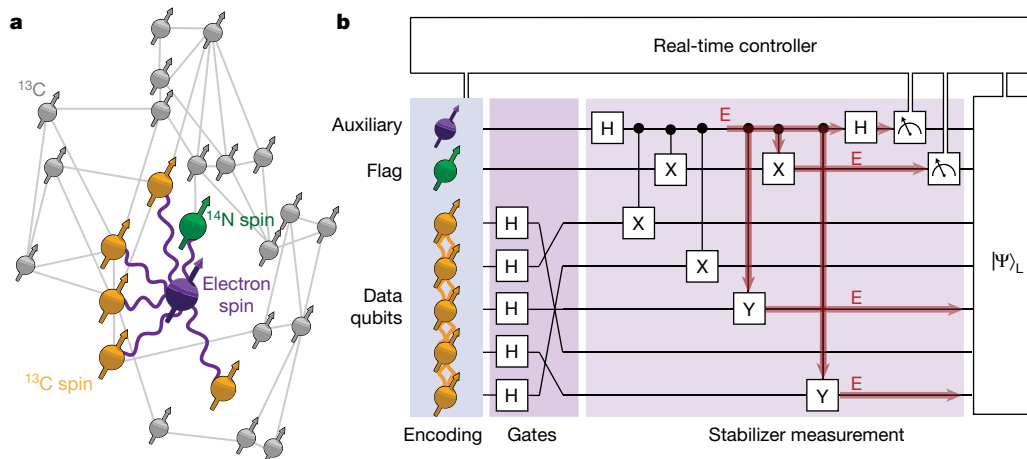 a
¹³C
¹⁴N spin
Electron
spin
¹³C spin
b
Real-time controller
Auxiliary
H
E
H
Flag
X
X
E
H
X
H
X
|Ψ⟩L
Data
qubits
H
Y
E
H
H
Y
E
Encoding
Gates
Stabilizer measurement